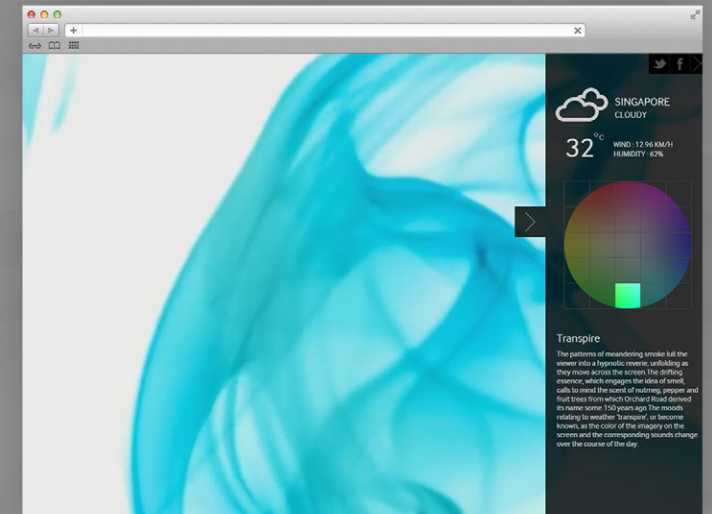 SINGAPORE
CLOUDY
32°C
WIND : 12.96 KM/H
HUMIDITY : 62%
Transpire
The patterns of meandering smoke lull the
viewer into a hypnotic reverie, unfolding as
they move across the screen.The drifting
essence, which engages the idea of smell,
calls to mind the scent of nutmeg, pepper and
fruit trees from which Orchard Road derived
its name some 150 years ago.The moods
relating to weather 'transpire', or become
known, as the color of the imagery on the
screen and the corresponding sounds change
over the course of the day.